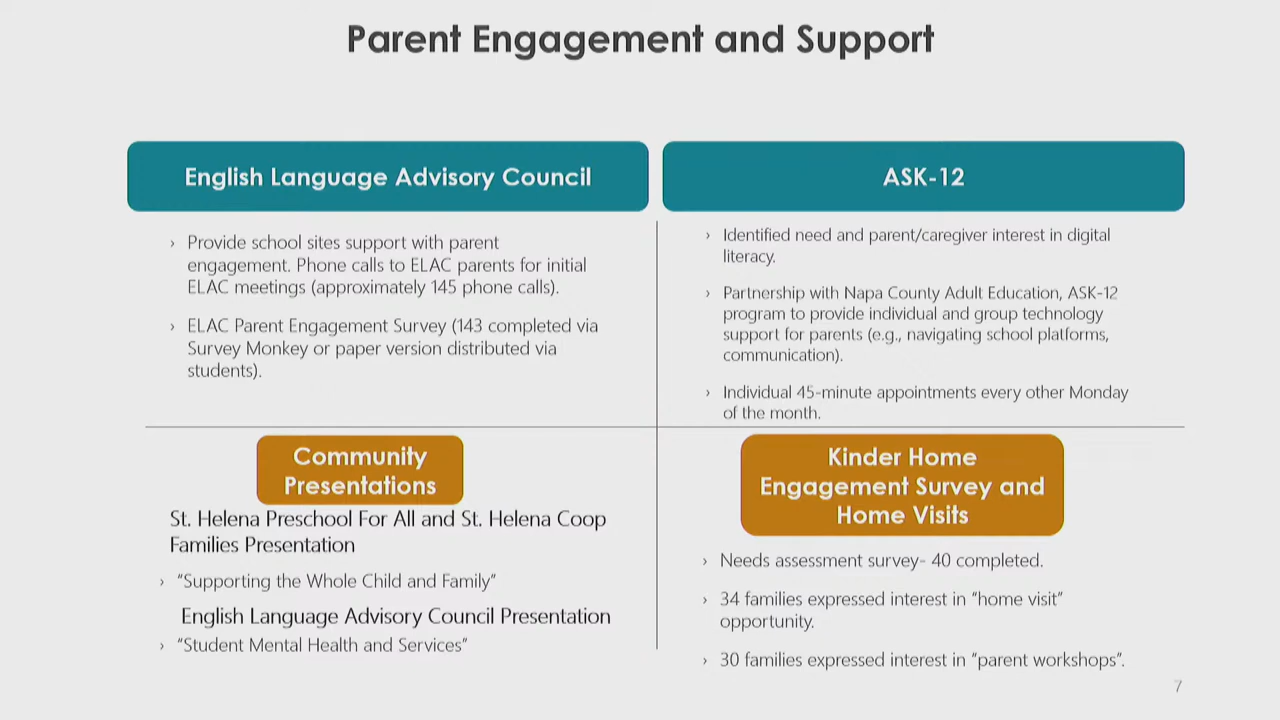 Parent Engagement and Support
English Language Advisory Council
› Provide school sites support with parent
engagement. Phone calls to ELAC parents for initial
ELAC meetings (approximately 145 phone calls).
› ELAC Parent Engagement Survey (143 completed via
Survey Monkey or paper version distributed via
students).
ASK-12
› Identified need and parent/caregiver interest in digital
literacy.
› Partnership with Napa County Adult Education, ASK-12
program to provide individual and group technology
support for parents (e.g., navigating school platforms,
communication).
› Individual 45-minute appointments every other Monday
of the month.
Community
Presentations
St. Helena Preschool For All and St. Helena Coop
Families Presentation
› “Supporting the Whole Child and Family”
English Language Advisory Council Presentation
› “Student Mental Health and Services”
Kinder Home
Engagement Survey and
Home Visits
› Needs assessment survey- 40 completed.
› 34 families expressed interest in “home visit”
opportunity.
› 30 families expressed interest in “parent workshops”.
7